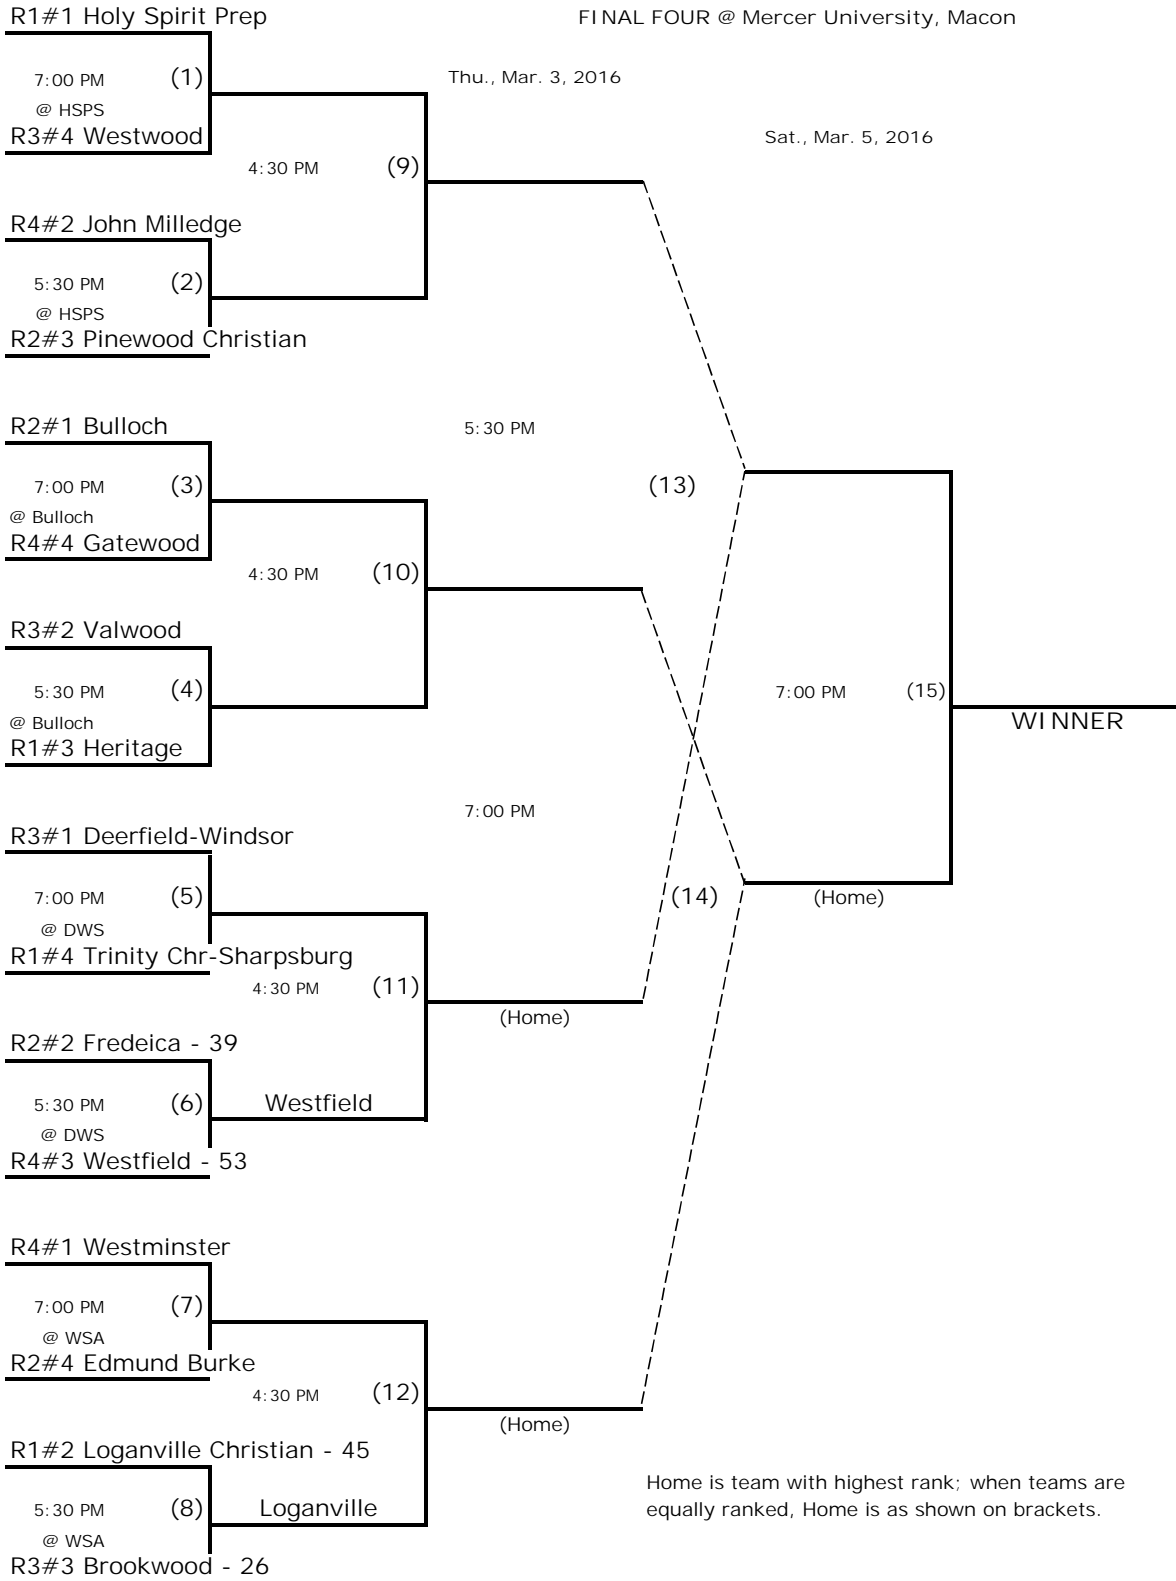 R1#1 Holy Spirit Prep
FINAL FOUR @ Mercer University, Macon
7:00 PM (1)
Thu., Mar. 3, 2016
@ HSPS
R3#4 Westwood
Sat., Mar. 5, 2016
4:30 PM (9)
R4#2 John Milledge
5:30 PM (2)
@ HSPS
R2#3 Pinewood Christian
R2#1 Bulloch
5:30 PM
7:00 PM (3)
(13)
@ Bulloch
R4#4 Gatewood
4:30 PM (10)
R3#2 Valwood
5:30 PM (4)
7:00 PM (15)
@ Bulloch
WINNER
R1#3 Heritage
7:00 PM
R3#1 Deerfield-Windsor
7:00 PM (5)
(14)
(Home)
@ DWS
R1#4 Trinity Chr-Sharpsburg
4:30 PM (11)
(Home)
R2#2 Fredeica - 39
5:30 PM (6) Westfield
@ DWS
R4#3 Westfield - 53
R4#1 Westminster
7:00 PM (7)
@ WSA
R2#4 Edmund Burke
4:30 PM (12)
(Home)
R1#2 Loganville Christian - 45
Home is team with highest rank; when teams are
equally ranked, Home is as shown on brackets.
5:30 PM (8) Loganville
@ WSA
R3#3 Brookwood - 26